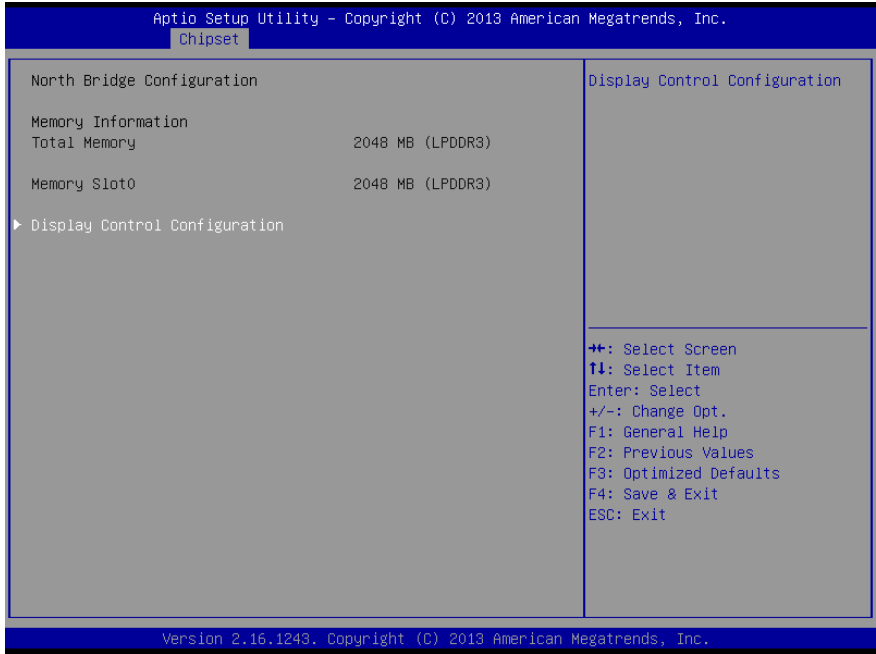 Aptio Setup Utility – Copyright (C) 2013 American Megatrends, Inc.
Chipset
North Bridge Configuration
Memory Information
Total Memory 2048 MB (LPDDR3)
Memory Slot0 2048 MB (LPDDR3)
▶ Display Control Configuration
Display Control Configuration
→←: Select Screen
↑↓: Select Item
Enter: Select
+/-: Change Opt.
F1: General Help
F2: Previous Values
F3: Optimized Defaults
F4: Save & Exit
ESC: Exit
Version 2.16.1243. Copyright (C) 2013 American Megatrends, Inc.